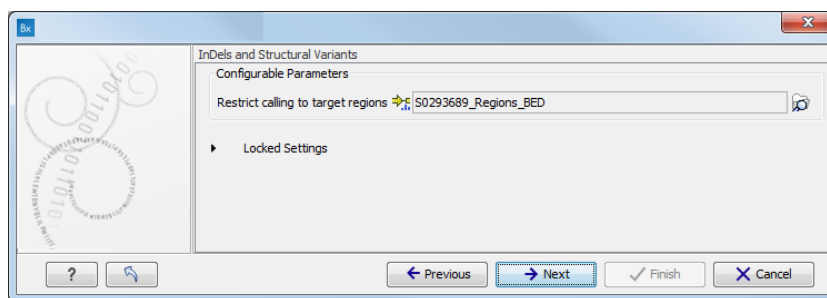 Bx
InDels and Structural Variants
Configurable Parameters
Restrict calling to target regions S0293689_Regions_BED
Locked Settings
? Previous Next Finish Cancel